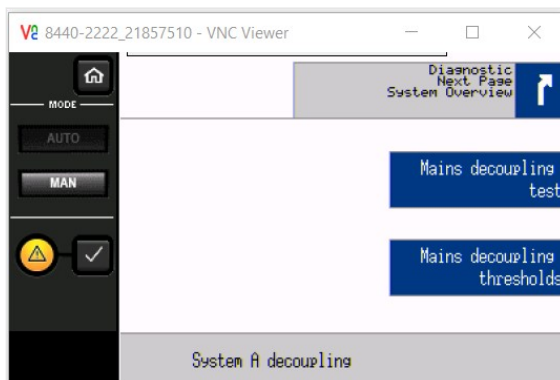 8440-2222_21857510 - VNC Viewer
Diagnostic
Next Page
System Overview
MODE
AUTO
MAN
Mains decoupling
test
Mains decoupling
thresholds
System A decoupling